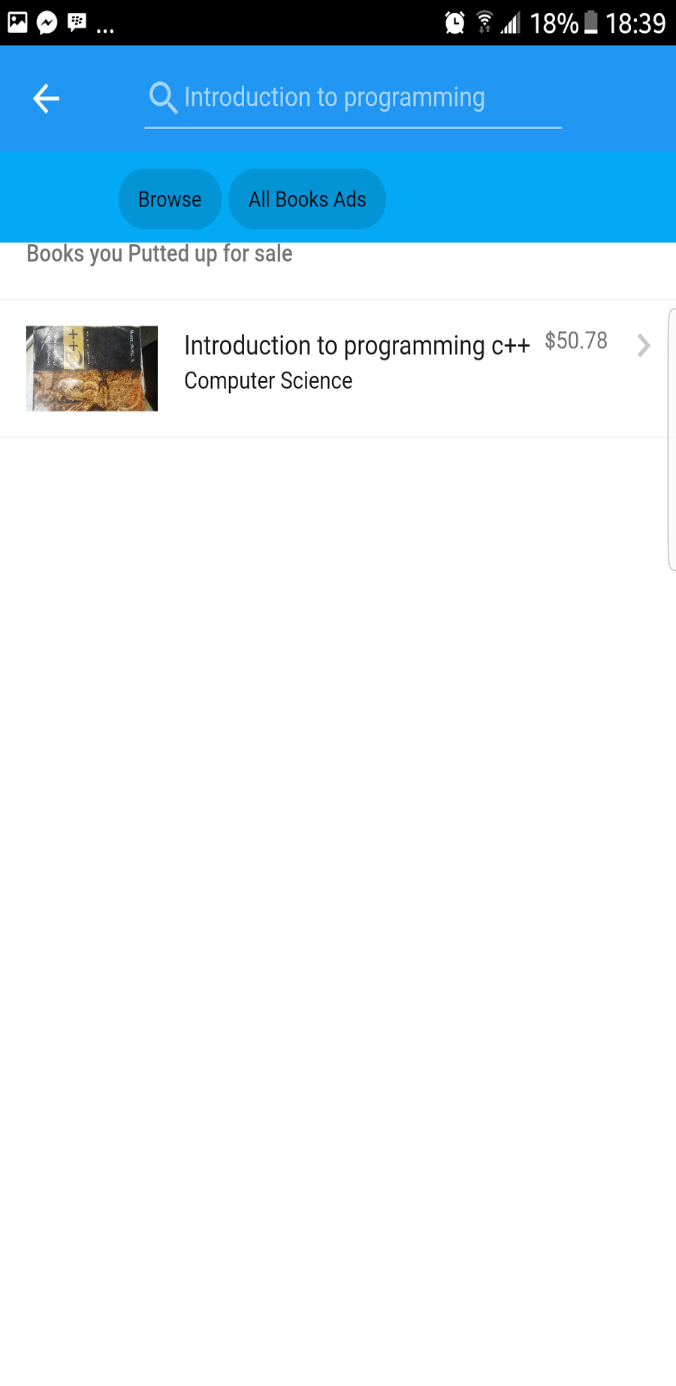 ... 18% 18:39
Introduction to programming
Browse All Books Ads
Books you Putted up for sale
Introduction to programming c++ $50.78
Computer Science
C++